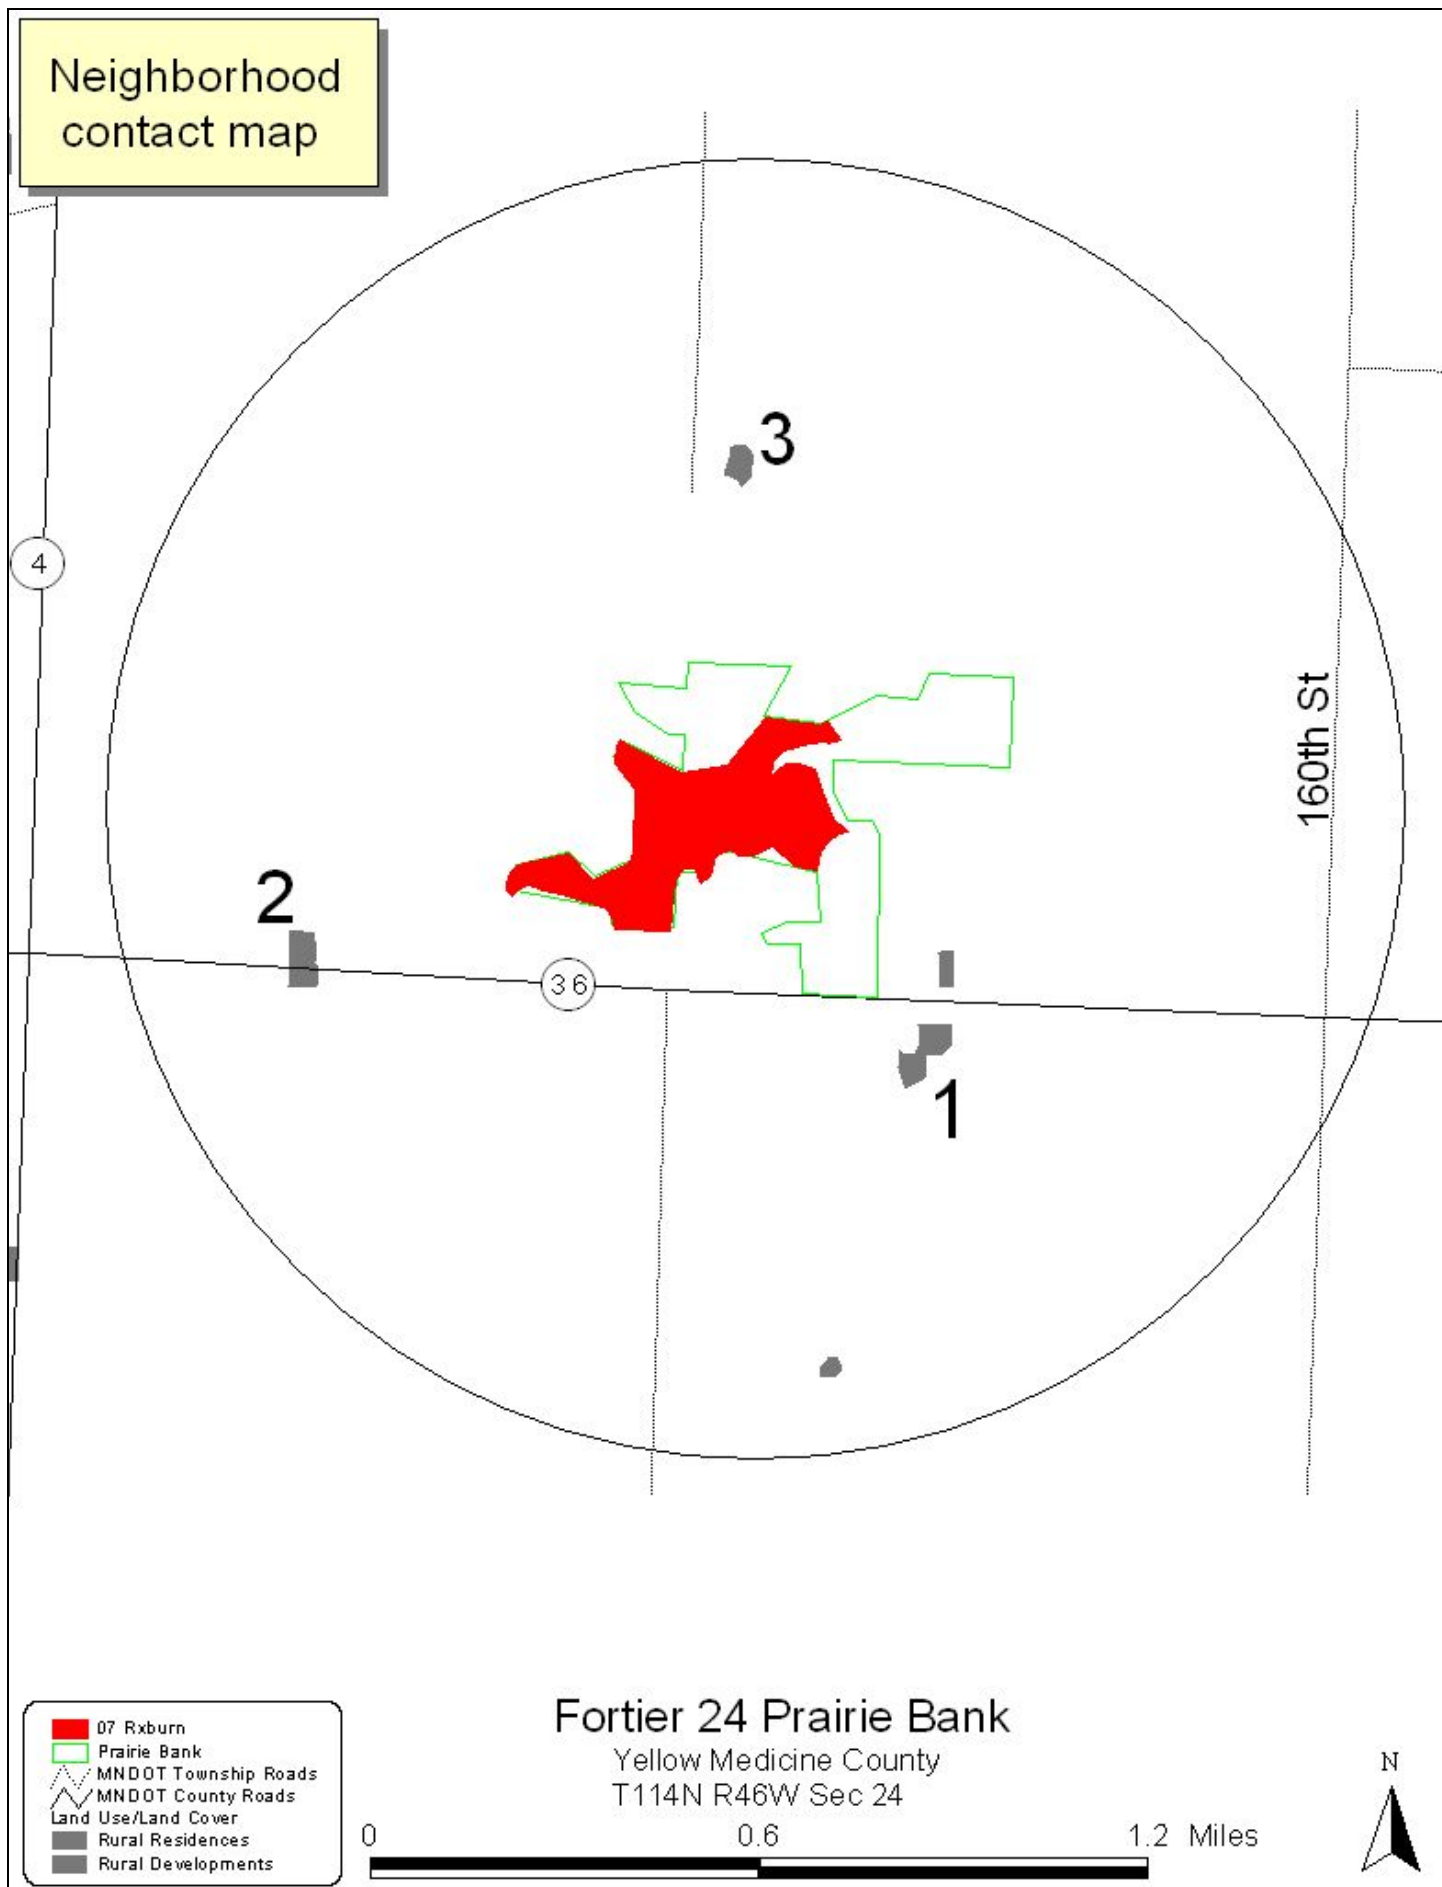 Neighborhood
contact map
3
4
160th St
2
36
1
Fortier 24 Prairie Bank
Yellow Medicine County
T114N R46W Sec 24
07 Rxburn
Prairie Bank
MNDOT Township Roads
MNDOT County Roads
Land Use/Land Cover
Rural Residences
Rural Developments
0 0.6 1.2 Miles
N